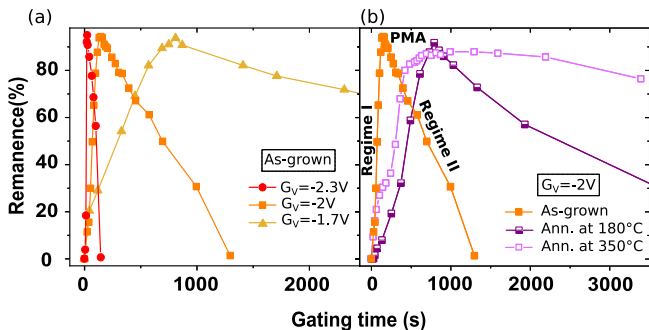 (a)
(b)
PMA
Remanence(%)
80
60
40
20
0
As-grown
G_V=-2.3V
G_V=-2V
G_V=-1.7V
Regime I
Regime II
G_V=-2V
As-grown
Ann. at 180°C
Ann. at 350°C
0 1000 2000
0 1000 2000 3000
Gating time (s)